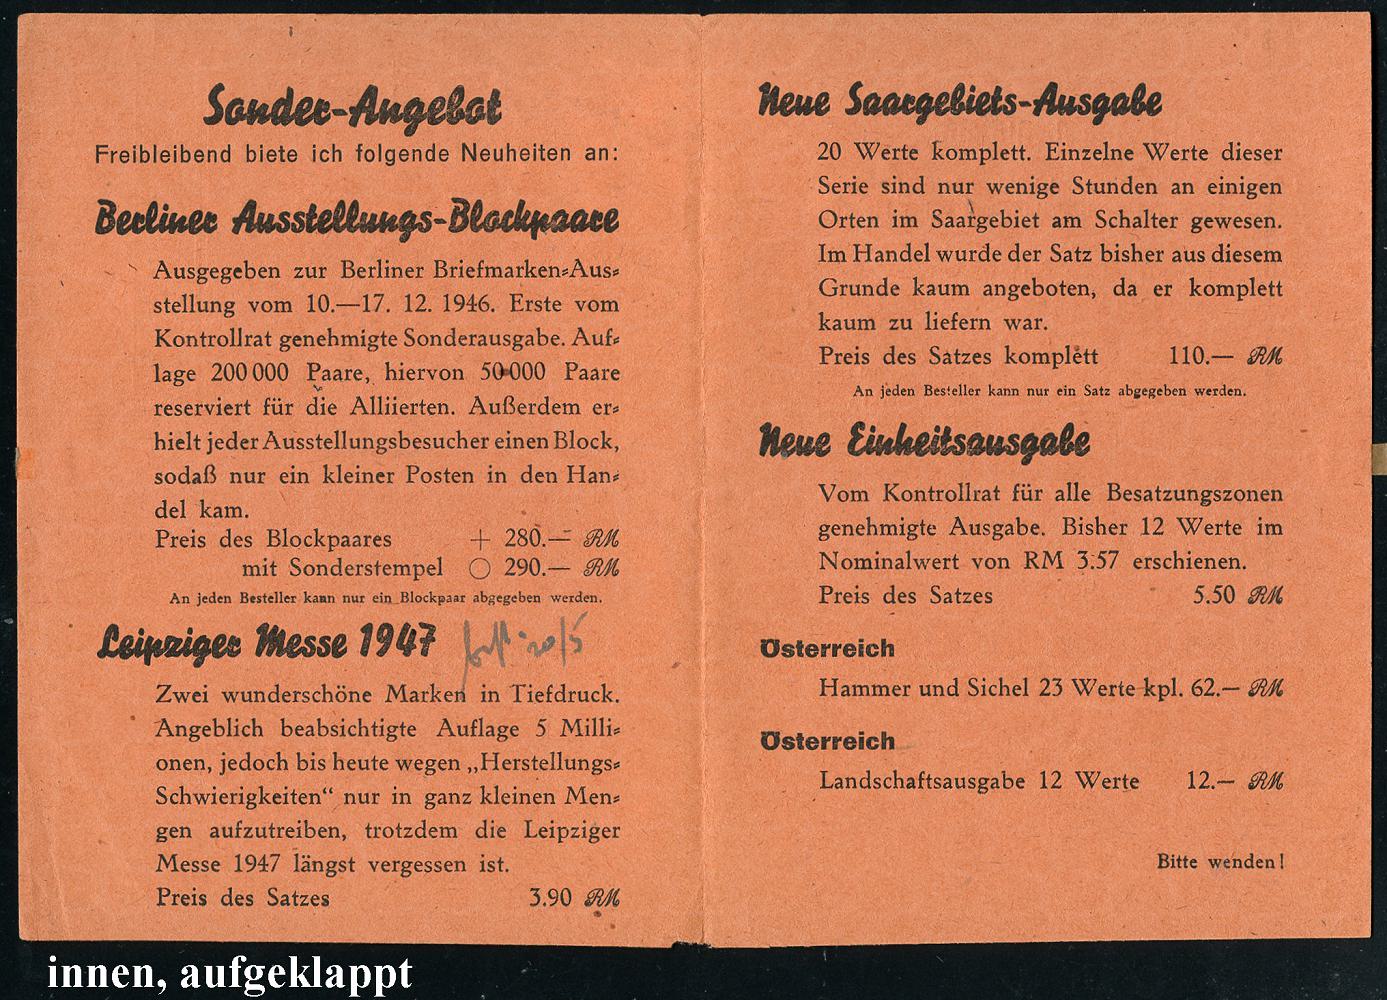 Sonder-Angebot
Freibleibend biete ich folgende Neuheiten an:
Berliner Ausstellungs-Blockpaare
Ausgegeben zur Berliner Briefmarken-Aus-
stellung vom 10.—17. 12. 1946. Erste vom
Kontrollrat genehmigte Sonderausgabe. Auf-
lage 200 000 Paare, hiervon 50 000 Paare
reserviert für die Alliierten. Außerdem er-
hielt jeder Ausstellungsbesucher einen Block,
sodaß nur ein kleiner Posten in den Han-
del kam.
Preis des Blockpaares + 280.— RM
mit Sonderstempel ○ 290.— RM
An jeden Besteller kann nur ein Blockpaar abgegeben werden.
Leipziger Messe 1947
Zwei wunderschöne Marken in Tiefdruck.
Angeblich beabsichtigte Auflage 5 Milli-
onen, jedoch bis heute wegen „Herstellungs-
Schwierigkeiten“ nur in ganz kleinen Men-
gen aufzutreiben, trotzdem die Leipziger
Messe 1947 längst vergessen ist.
Preis des Satzes 3.90 RM
Neue Saargebiets-Ausgabe
20 Werte komplett. Einzelne Werte dieser
Serie sind nur wenige Stunden an einigen
Orten im Saargebiet am Schalter gewesen.
Im Handel wurde der Satz bisher aus diesem
Grunde kaum angeboten, da er komplett
kaum zu liefern war.
Preis des Satzes komplett 110.— RM
An jeden Besteller kann nur ein Satz abgegeben werden.
Neue Einheitsausgabe
Vom Kontrollrat für alle Besatzungszonen
genehmigte Ausgabe. Bisher 12 Werte im
Nominalwert von RM 3.57 erschienen.
Preis des Satzes 5.50 RM
Österreich
Hammer und Sichel 23 Werte kpl. 62.— RM
Österreich
Landschaftsausgabe 12 Werte 12.— RM
Bitte wenden!
innen, aufgeklappt